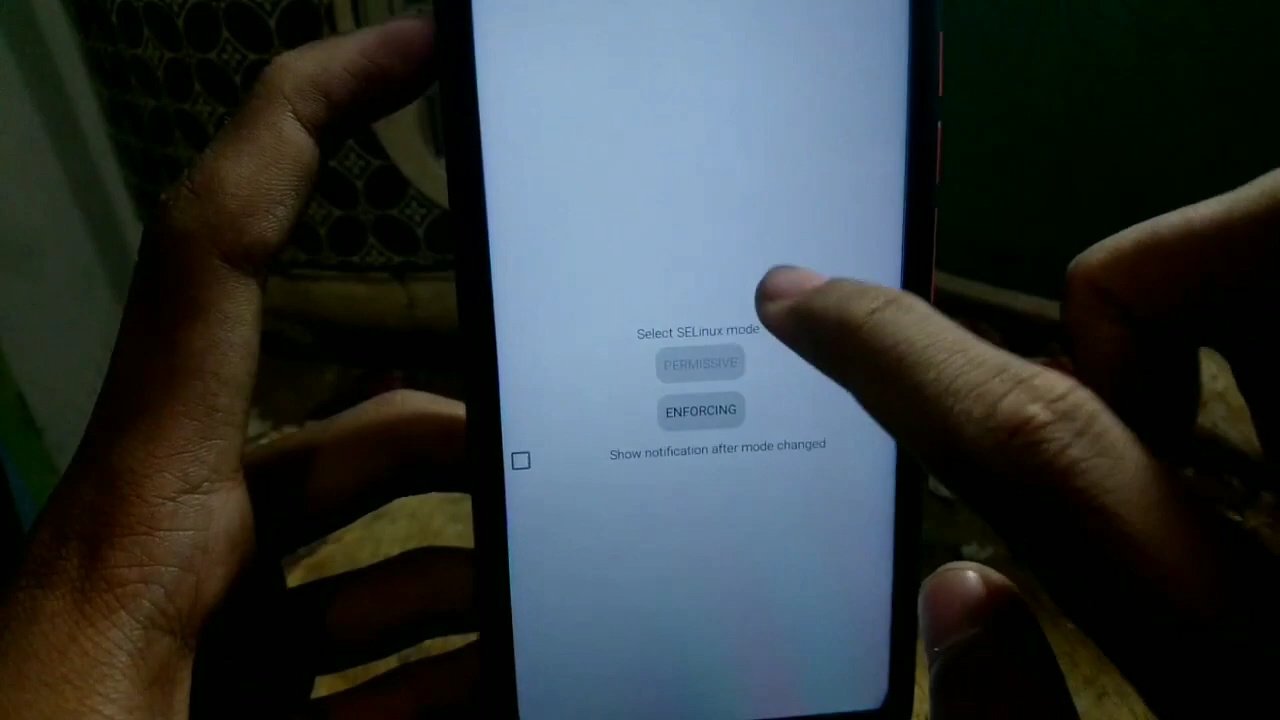 Select SELinux mode
PERMISSIVE
ENFORCING
Show notification after mode changed